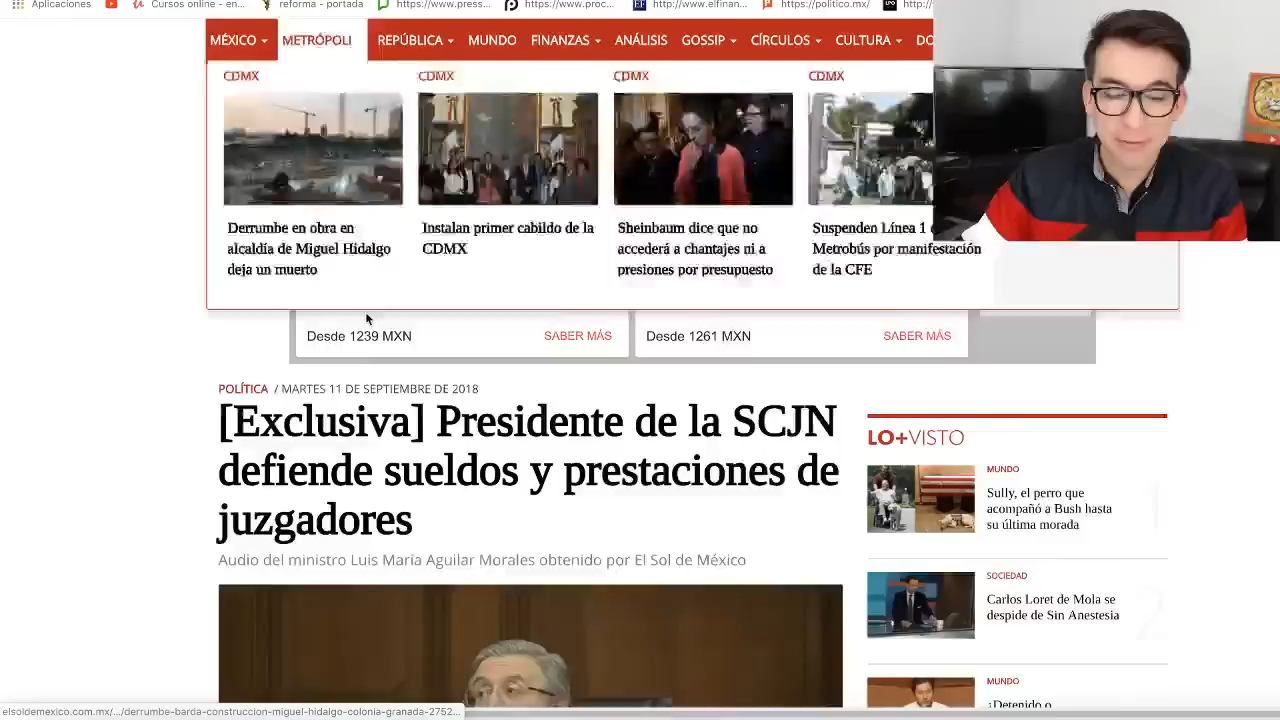 Aplicaciones Cursos online - en... reforma - portada https://www.press... https://www.proc... http://www.elfinan... https://politico.mx/ http
MÉXICO METRÓPOLI REPÚBLICA MUNDO FINANZAS ANÁLISIS GOSSIP CÍRCULOS CULTURA DO
CDMX CDMX CDMX CDMX
Derrumbe en obra en
alcaldía de Miguel Hidalgo
deja un muerto
Instalan primer cabildo de la
CDMX
Sheinbaum dice que no
accederá a chantajes ni a
presiones por presupuesto
Suspenden Línea 1
Metrobús por manifestación
de la CFE
Desde 1239 MXN SABER MÁS Desde 1261 MXN SABER MÁS
POLÍTICA / MARTES 11 DE SEPTIEMBRE DE 2018
[Exclusiva] Presidente de la SCJN
defiende sueldos y prestaciones de
juzgadores
Audio del ministro Luis María Aguilar Morales obtenido por El Sol de México
LO+VISTO
MUNDO
Sully, el perro que
acompañó a Bush hasta
su última morada
SOCIEDAD
Carlos Loret de Mola se
despide de Sin Anestesia
MUNDO
¿Detenido o
elsoldemexico.com.mx/.../derrumbe-barda-construccion-miguel-hidalgo-colonia-granada-2752...